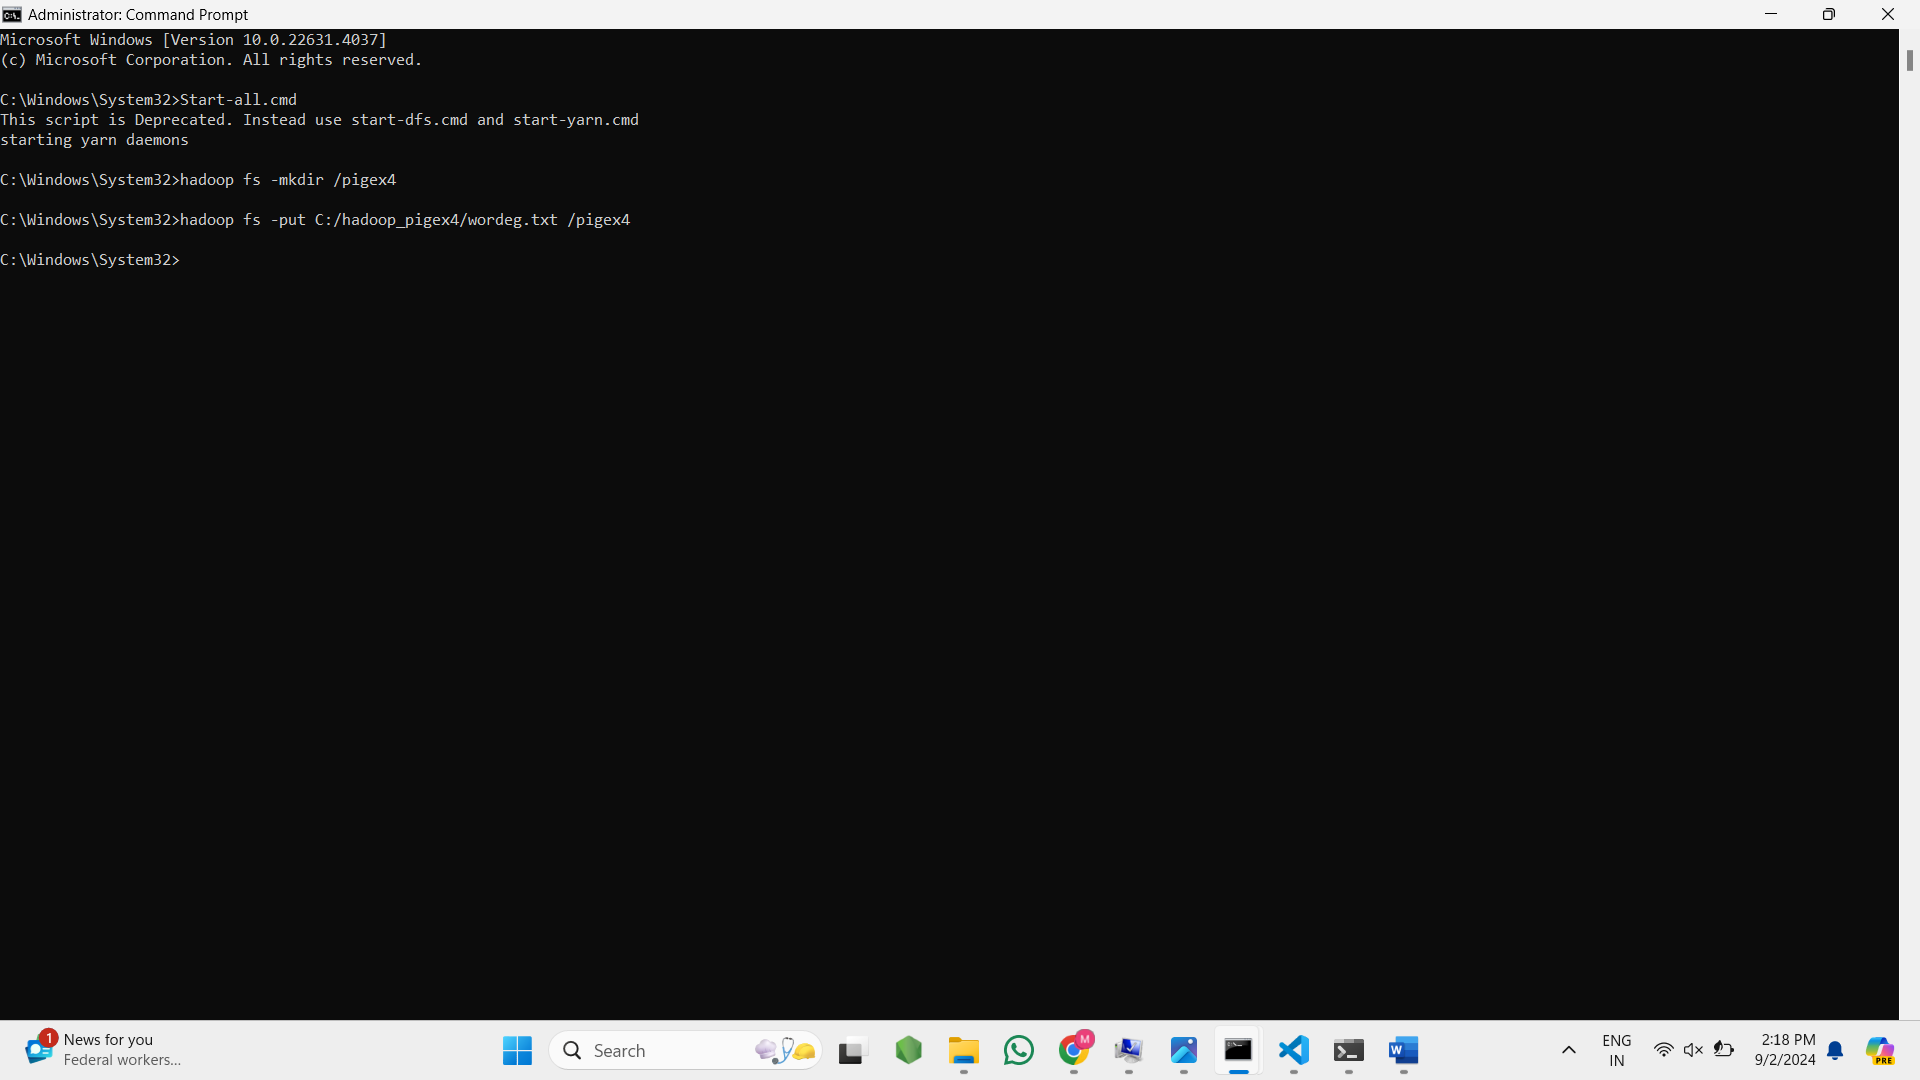 Administrator: Command Prompt
Microsoft Windows [Version 10.0.22631.4037]
(c) Microsoft Corporation. All rights reserved.
C:\Windows\System32>Start-all.cmd
This script is Deprecated. Instead use start-dfs.cmd and start-yarn.cmd
starting yarn daemons
C:\Windows\System32>hadoop fs -mkdir /pigex4
C:\Windows\System32>hadoop fs -put C:/hadoop_pigex4/wordeg.txt /pigex4
C:\Windows\System32>
1
News for you
Federal workers...
Search
M
W
ENG
IN
2:18 PM
9/2/2024
PRE